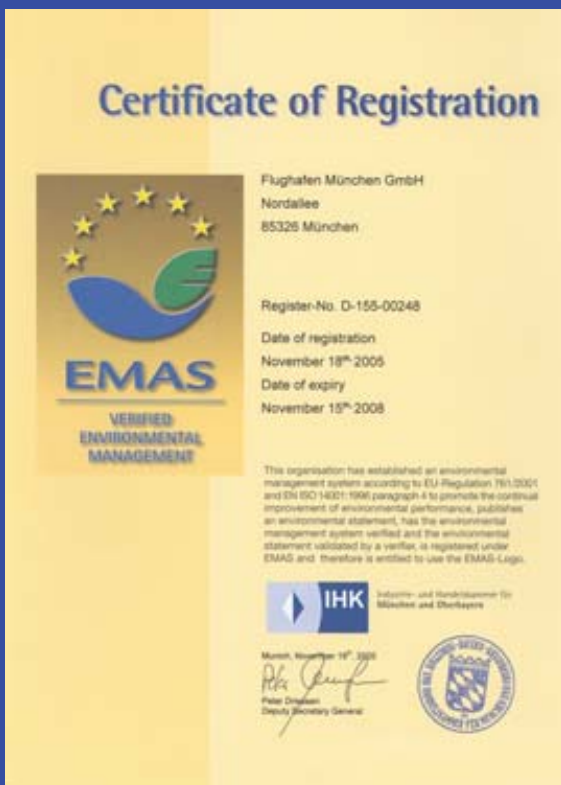 Certificate of Registration
Flughafen München GmbH
Nordallee
85326 München
Register-No. D-155-00248
Date of registration
November 18th 2005
Date of expiry
November 15th 2008
EMAS
VERIFIED
ENVIRONMENTAL
MANAGEMENT
This organisation has established an environmental
management system according to EU-Regulation 761/2001
and EN ISO 14001:1996 paragraph 4 to promote the continual
improvement of environmental performance, publishes
an environmental statement, has the environmental
management system verified and the environmental
statement validated by a verifier, is registered under
EMAS and therefore is entitled to use the EMAS-Logo.
IHK
Industrie- und Handelskammer für
München und Oberbayern
Munich, November
Peter Driessen
Deputy Secretary General